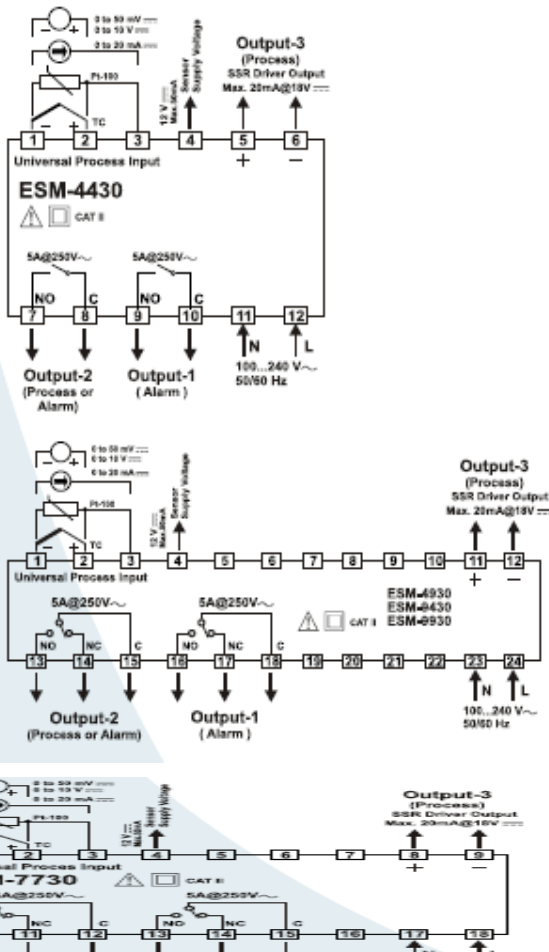 0 to 50 mV
0 to 10 V
0 to 20 mA
Pt-100
TC
12 V
Max.50mA
Sensor
Supply Voltage
Output-3
(Process)
SSR Driver Output
Max. 20mA@18V
1 2 3 4 5 6
- + + -
Universal Process Input
ESM-4430
CAT II
5A@250V~ 5A@250V~
NO C NO C
7 8 9 10 11 12
N L
Output-2
(Process or
Alarm)
Output-1
( Alarm )
100...240 V~
50/60 Hz
0 to 50 mV
0 to 10 V
0 to 20 mA
Pt-100
TC
12 V
Max.50mA
Sensor
Supply Voltage
Output-3
(Process)
SSR Driver Output
Max. 20mA@18V
1 2 3 4 5 6 7 8 9 10 11 12
- + + -
Universal Process Input
ESM-4930
ESM-9430
ESM-9930
CAT II
5A@250V~ 5A@250V~
NO NC C NO NC C
13 14 15 16 17 18 19 20 21 22 23 24
N L
Output-2
(Process or Alarm)
Output-1
( Alarm )
100...240 V~
50/60 Hz
0 to 50 mV
0 to 10 V
0 to 20 mA
Pt-100
TC
12 V
Sensor
Supply Voltage
Output-3
(Process)
SSR Driver Output
Max. 20mA@18V
2 3 4 5 6 7 8 9
+ -
Proces Input
-7730
CAT II
5A@250V~
NC C NO NC C
11 12 13 14 15 16 17 18